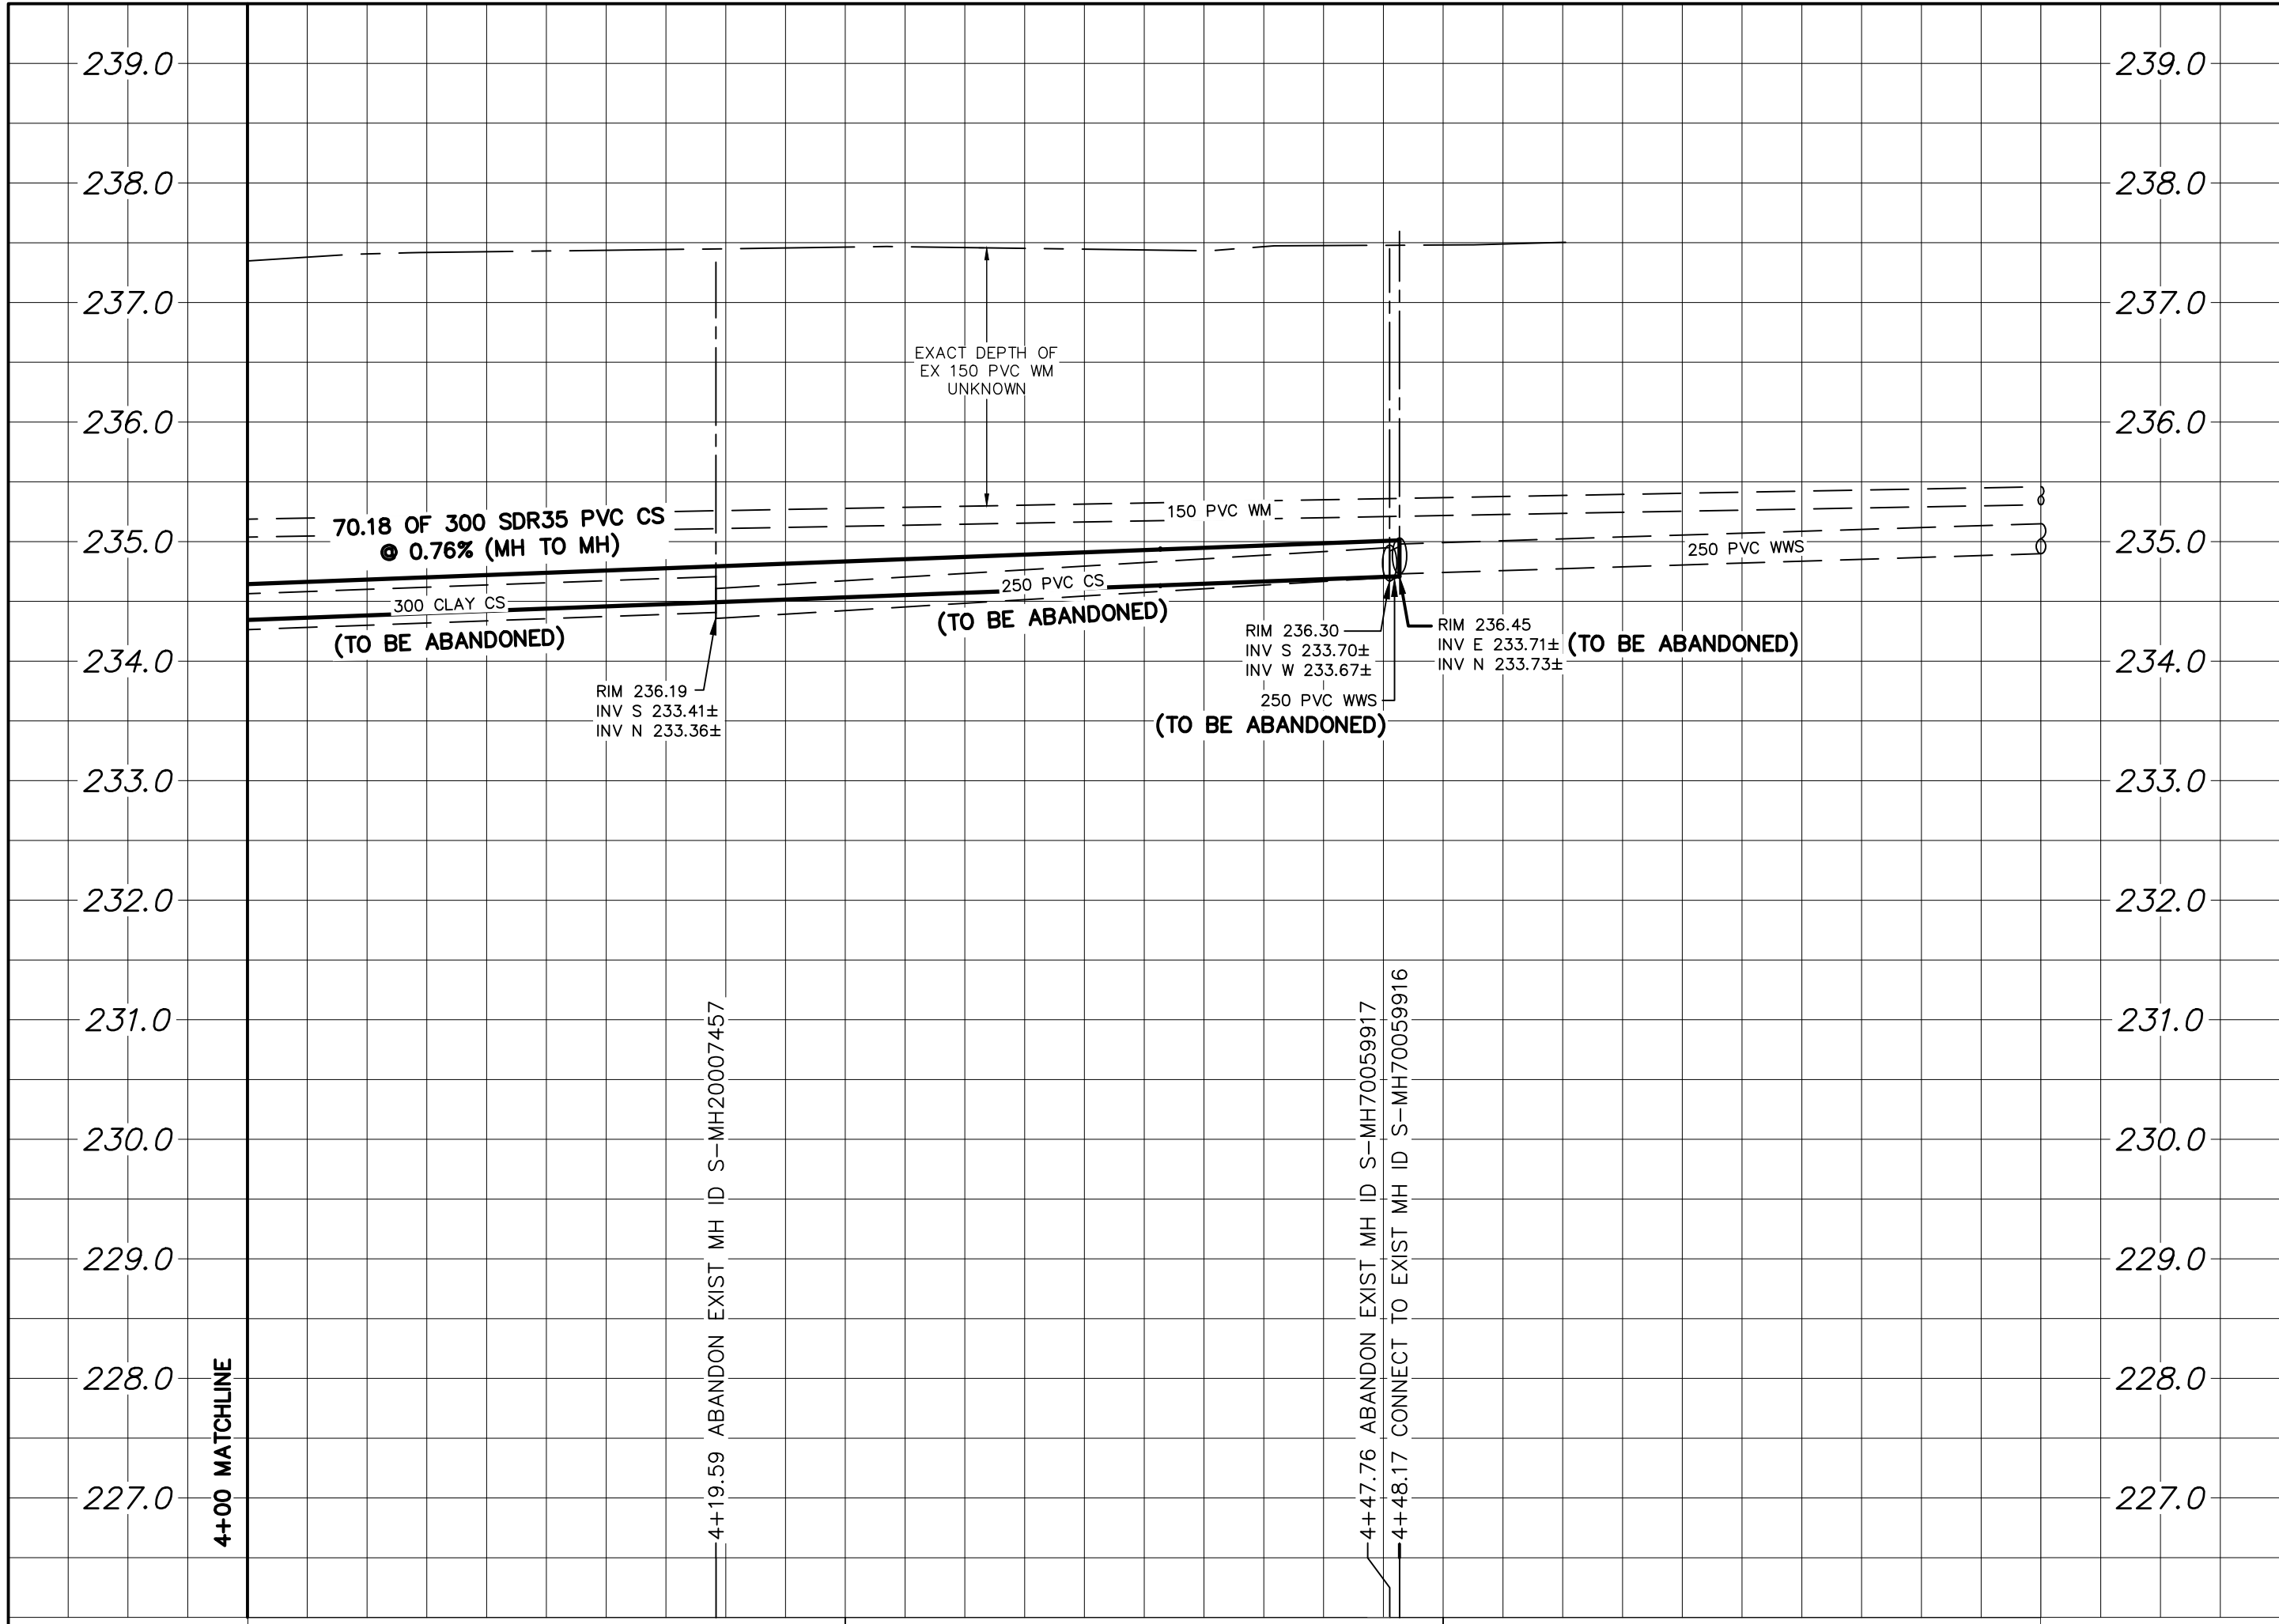 239.0
239.0
238.0
238.0
237.0
237.0
EXACT DEPTH OF
EX 150 PVC WM
UNKNOWN
236.0
236.0
70.18 OF 300 SDR35 PVC CS
@ 0.76% (MH TO MH)
150 PVC WM
235.0
235.0
250 PVC WWS
250 PVC CS
(TO BE ABANDONED)
300 CLAY CS
(TO BE ABANDONED)
RIM 236.30
INV S 233.70±
INV W 233.67±
RIM 236.45
INV E 233.71±
INV N 233.73±
(TO BE ABANDONED)
234.0
234.0
250 PVC WWS
(TO BE ABANDONED)
RIM 236.19
INV S 233.41±
INV N 233.36±
233.0
233.0
232.0
232.0
231.0
231.0
230.0
230.0
229.0
229.0
228.0
228.0
227.0
227.0
4+00 MATCHLINE
4+19.59 ABANDON EXIST MH ID S-MH20007457
4+47.76 ABANDON EXIST MH ID S-MH70059917
4+48.17 CONNECT TO EXIST MH ID S-MH70059916